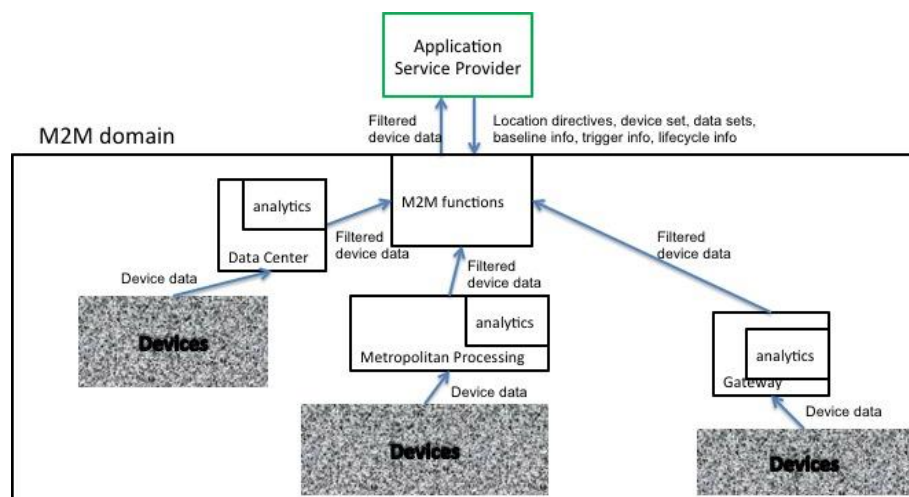 Application
Service Provider
Filtered
device data
Location directives, device set, data sets,
baseline info, trigger info, lifecycle info
M2M domain
analytics
Data Center
M2M functions
Filtered
device data
Filtered
device data
Filtered
device data
Device data
Devices
analytics
Metropolitan Processing
analytics
Gateway
Device data
Device data
Devices
Devices